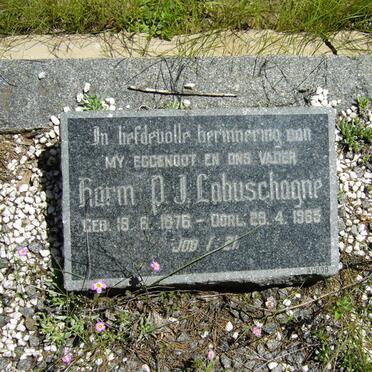 In liefdevolle herinnering aan
MY EGGENOOT EN ONS VADER
Harm P. J. Labuschagne
GEB. 15. 6. 1876 – OORL. 29. 4. 1965
JOB 1 : 21